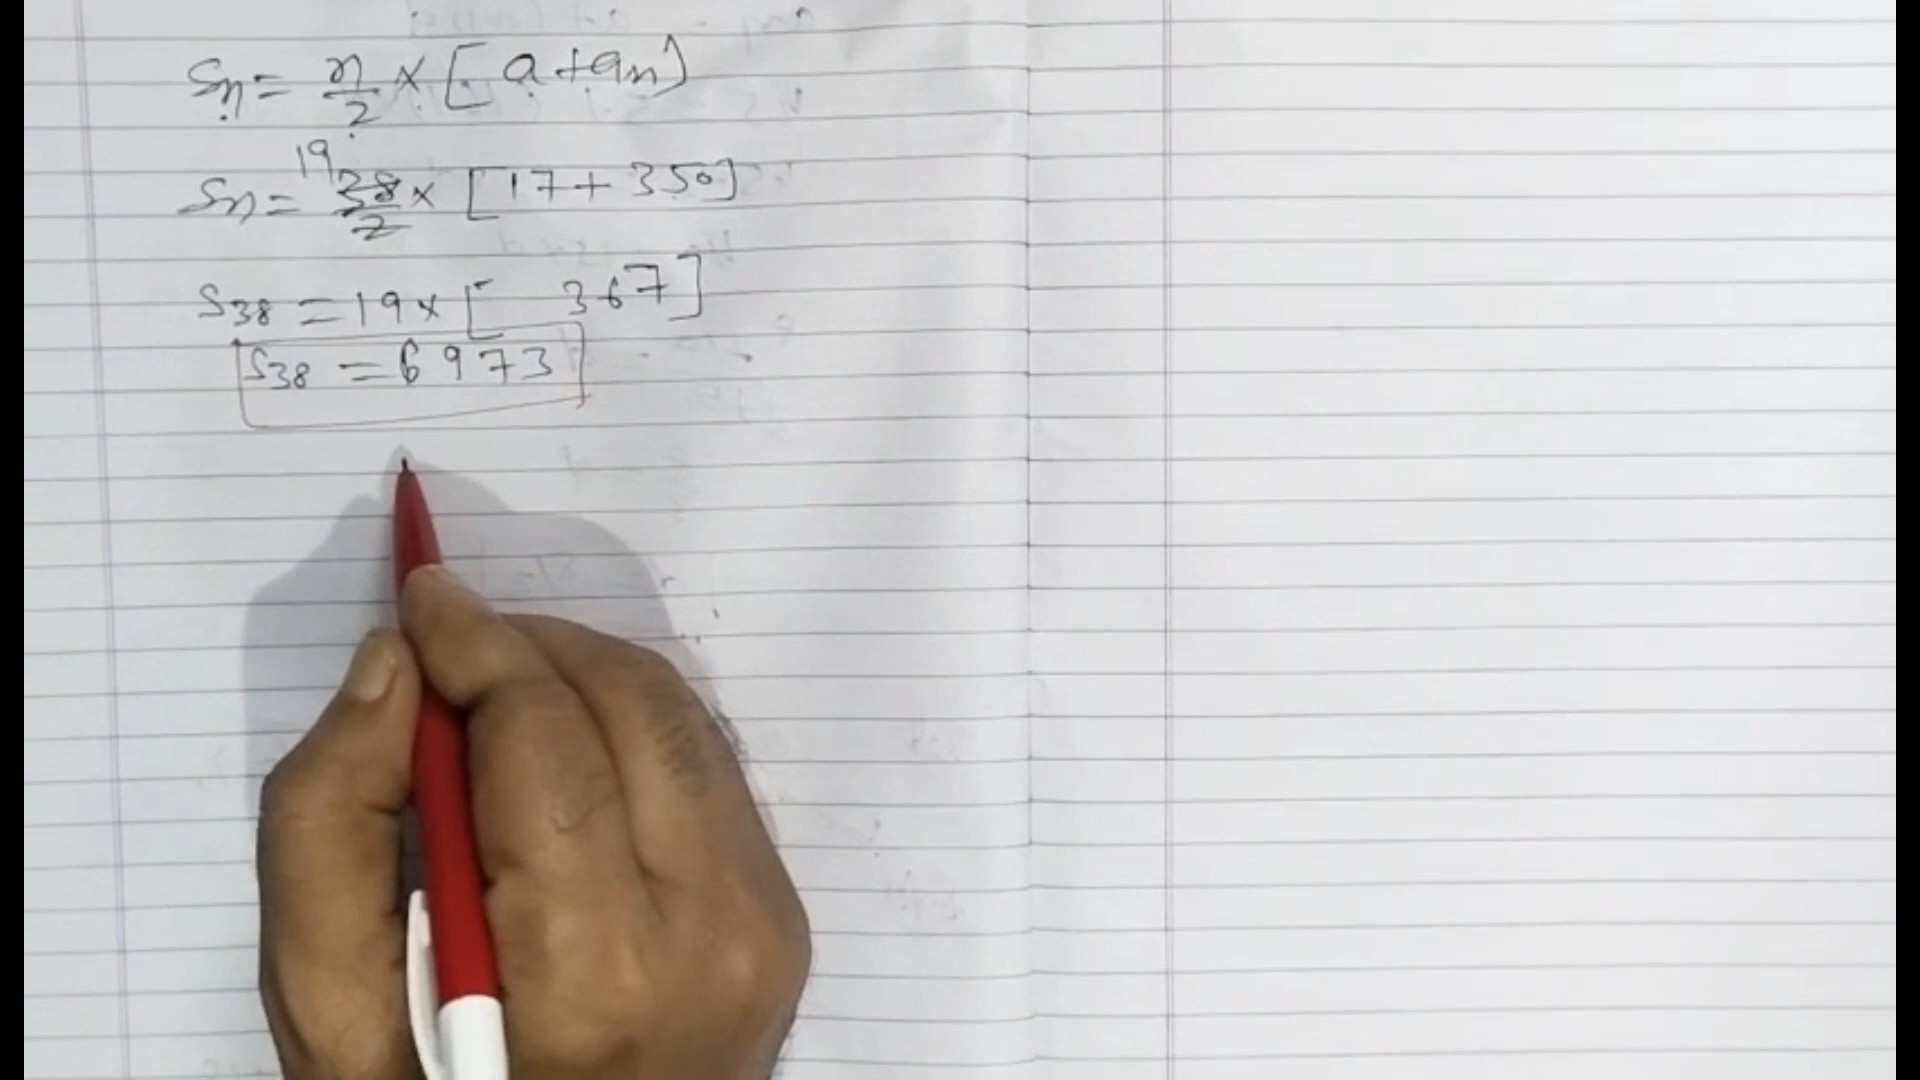 Sn = n/2 × [a + an)
Sn = 19 38/2 × [17 + 350]
S38 = 19 × [ 367]
S38 = 6973